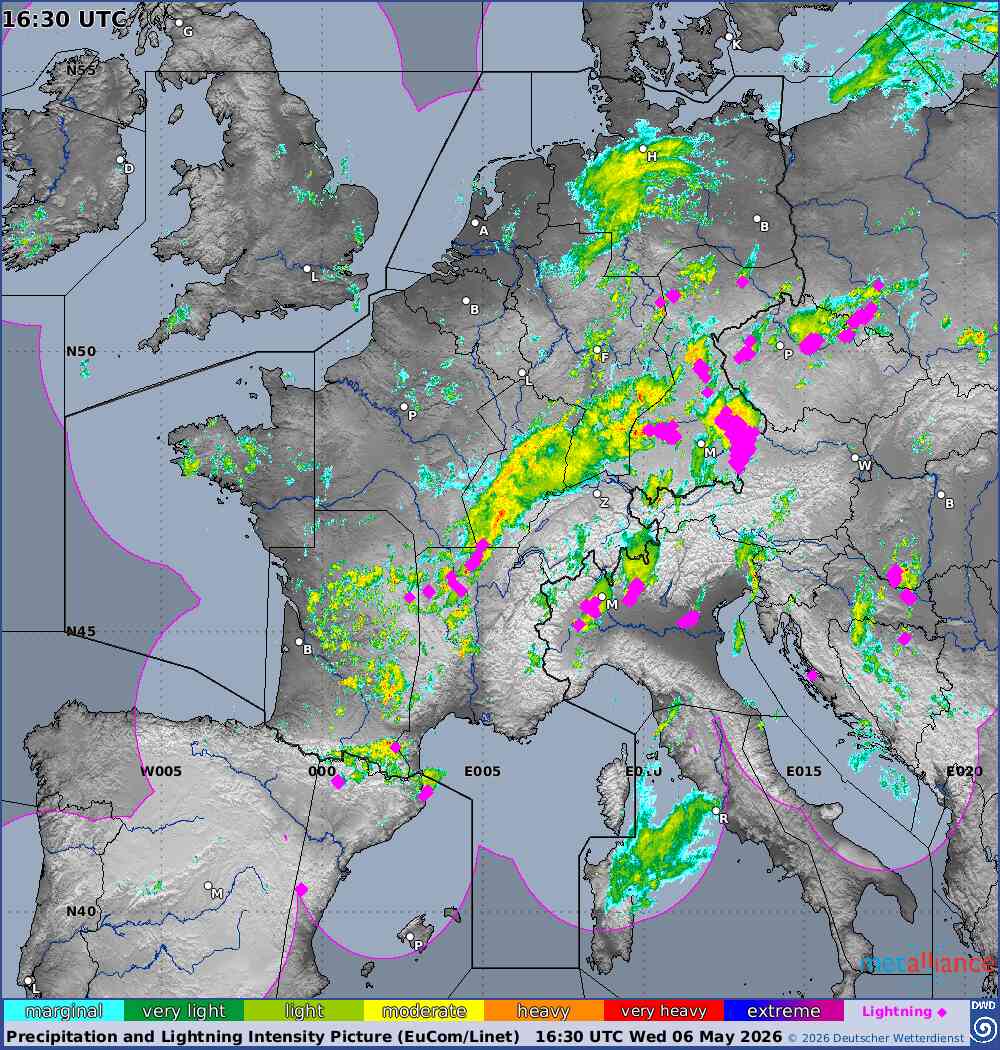 16:30 UTC
G
K
N55
H
D
A
B
L
B
N50
F
P
L
P
M
W
B
Z
M
N45
B
W005
000
E005
E010
E015
E020
R
M
N40
P
L
metalliance
marginal very light light moderate heavy very heavy extreme Lightning
DWD
Precipitation and Lightning Intensity Picture (EuCom/Linet) 16:30 UTC Wed 06 May 2026 © 2026 Deutscher Wetterdienst